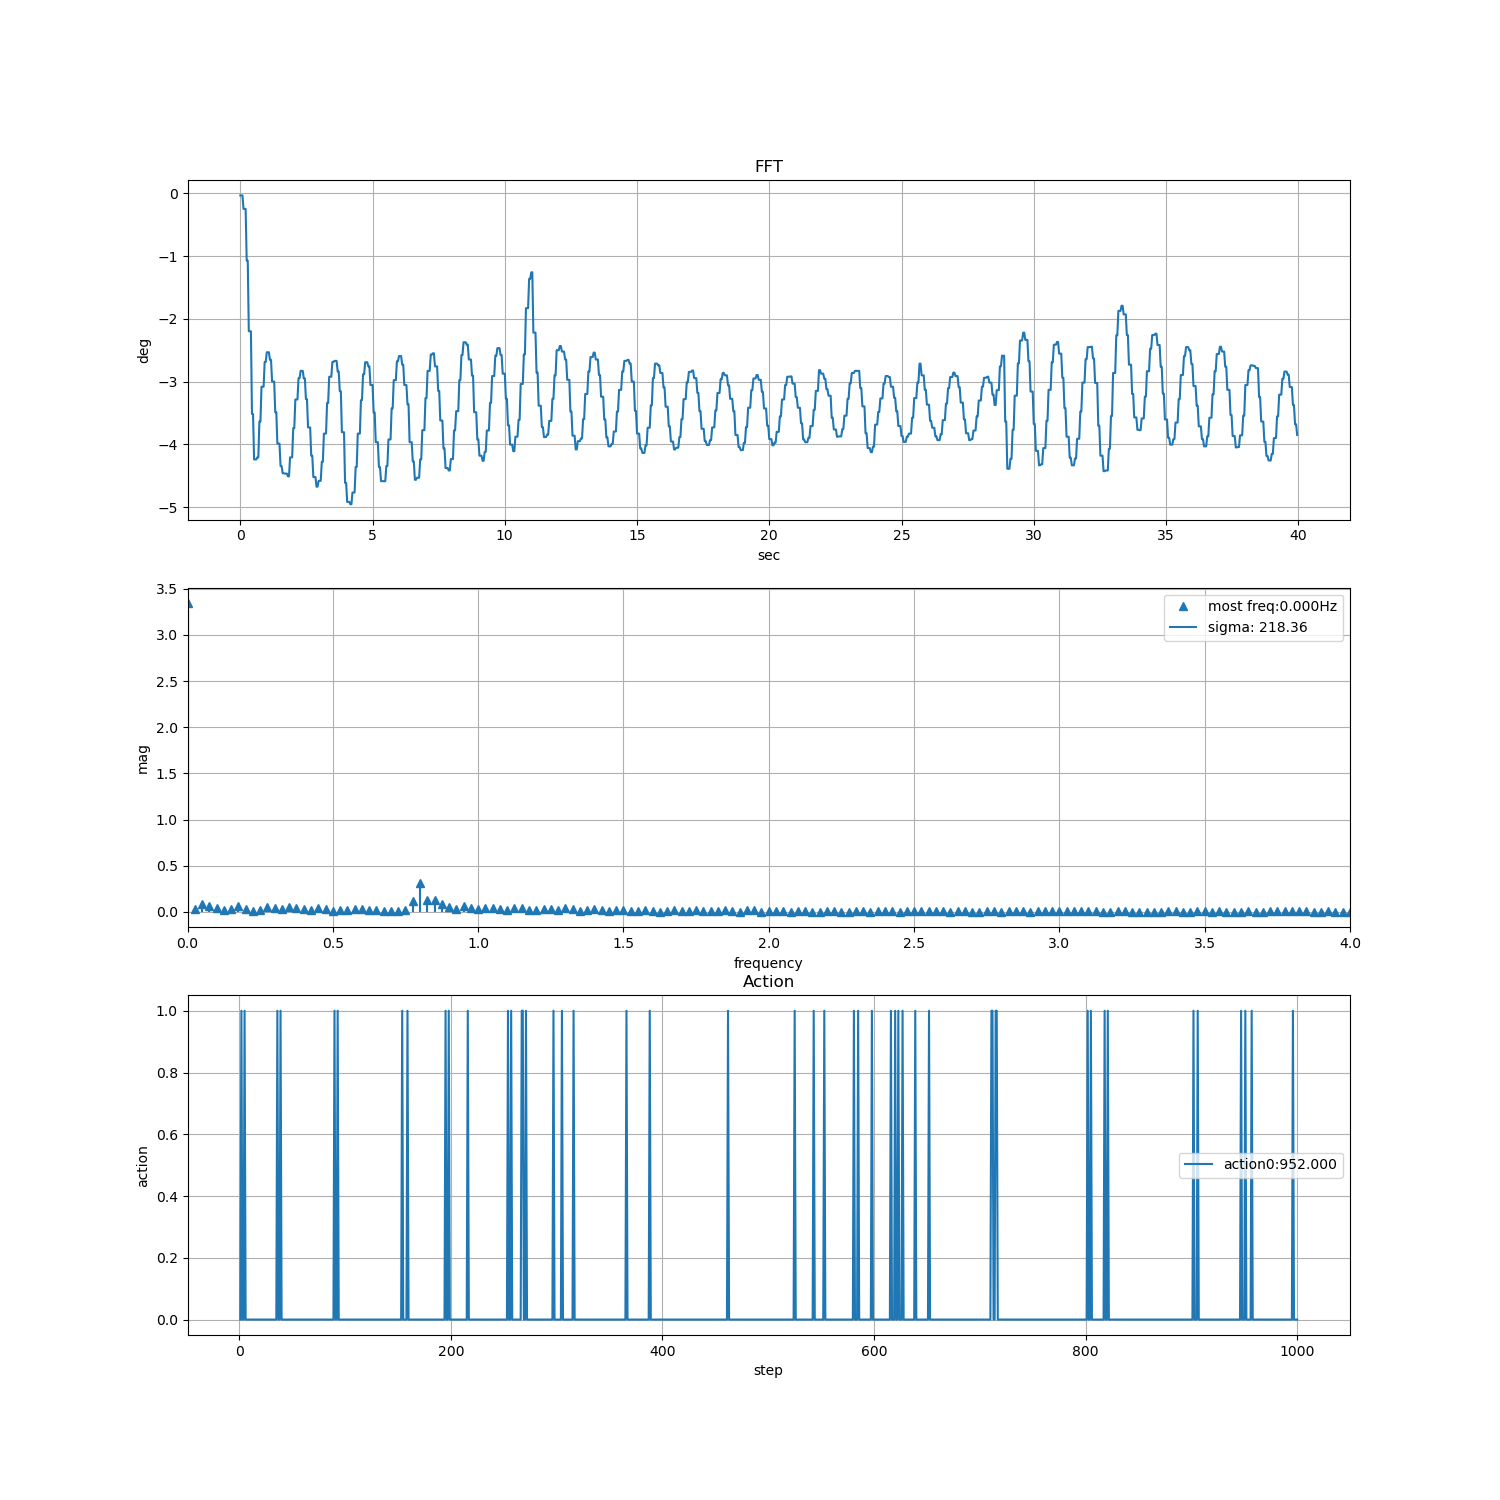 FFT
0
−1
−2
−3
−4
−5
deg
0 5 10 15 20 25 30 35 40
sec
3.5
3.0
2.5
2.0
1.5
1.0
0.5
0.0
mag
most freq:0.000Hz
sigma: 218.36
0.0 0.5 1.0 1.5 2.0 2.5 3.0 3.5 4.0
frequency
Action
1.0
0.8
0.6
0.4
0.2
0.0
action
action0:952.000
0 200 400 600 800 1000
step